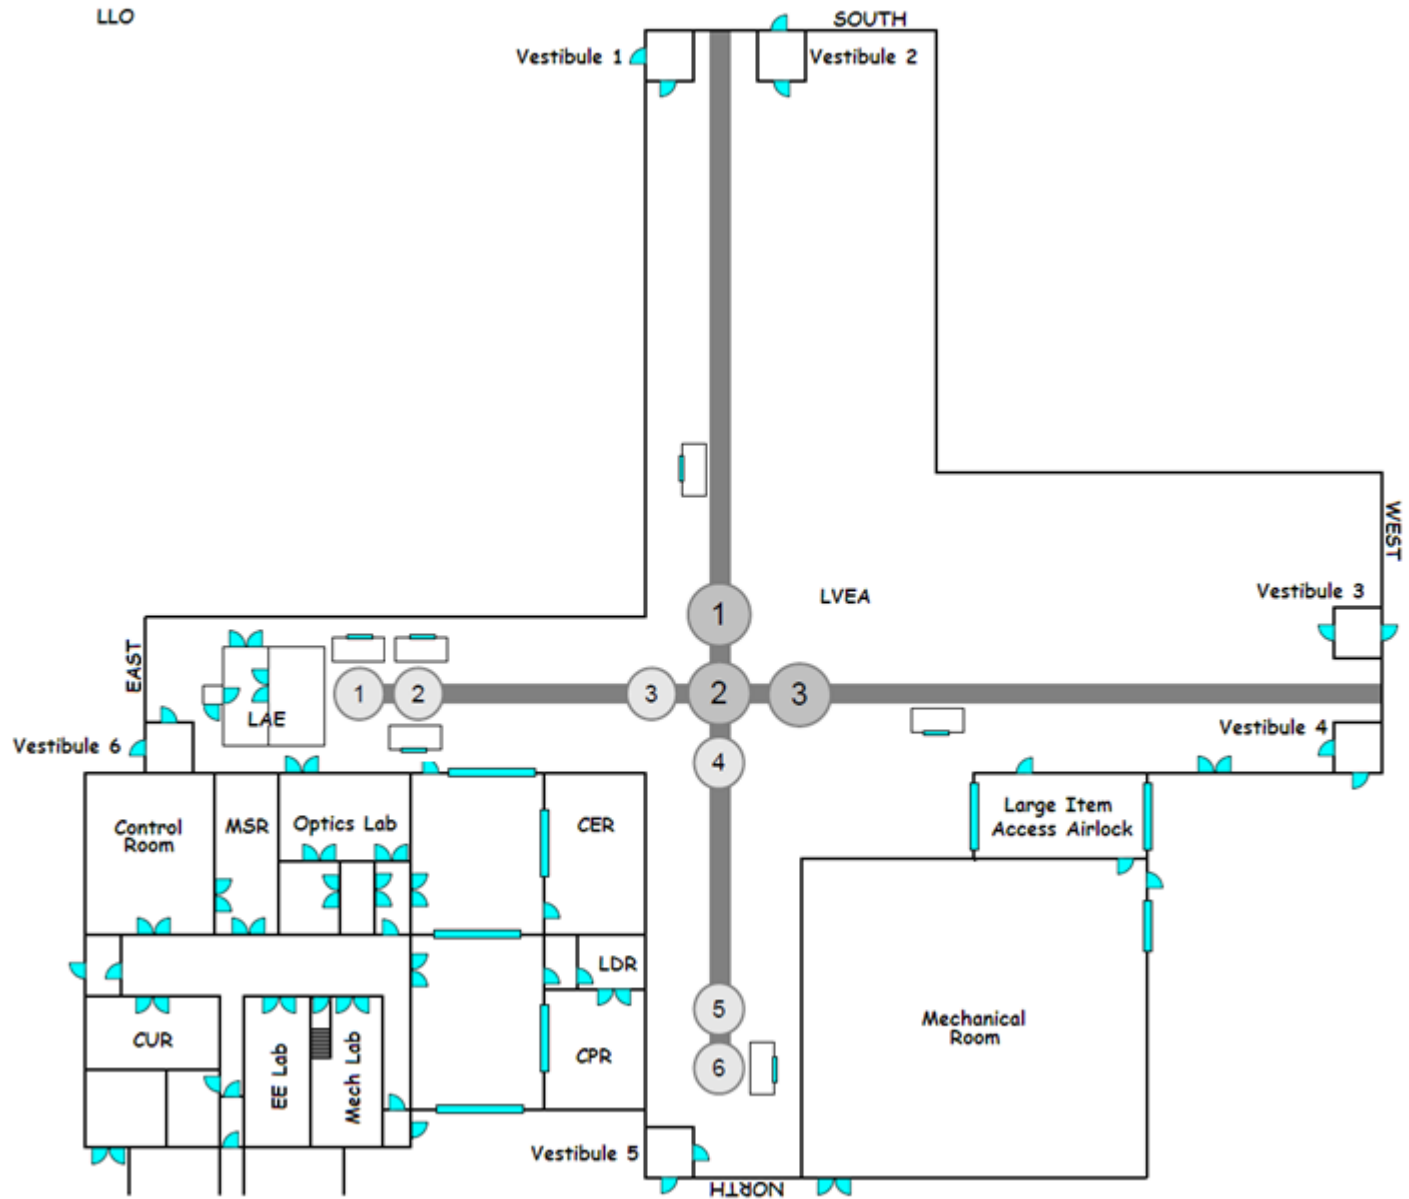 LLO
SOUTH
Vestibule 1
Vestibule 2
WEST
Vestibule 3
LVEA
1
EAST
1
2
3
2
3
LAE
Vestibule 4
Vestibule 6
4
Control
Room
MSR
Optics Lab
CER
Large Item
Access Airlock
LDR
5
Mechanical
Room
CUR
EE Lab
Mech Lab
CPR
6
Vestibule 5
NORTH